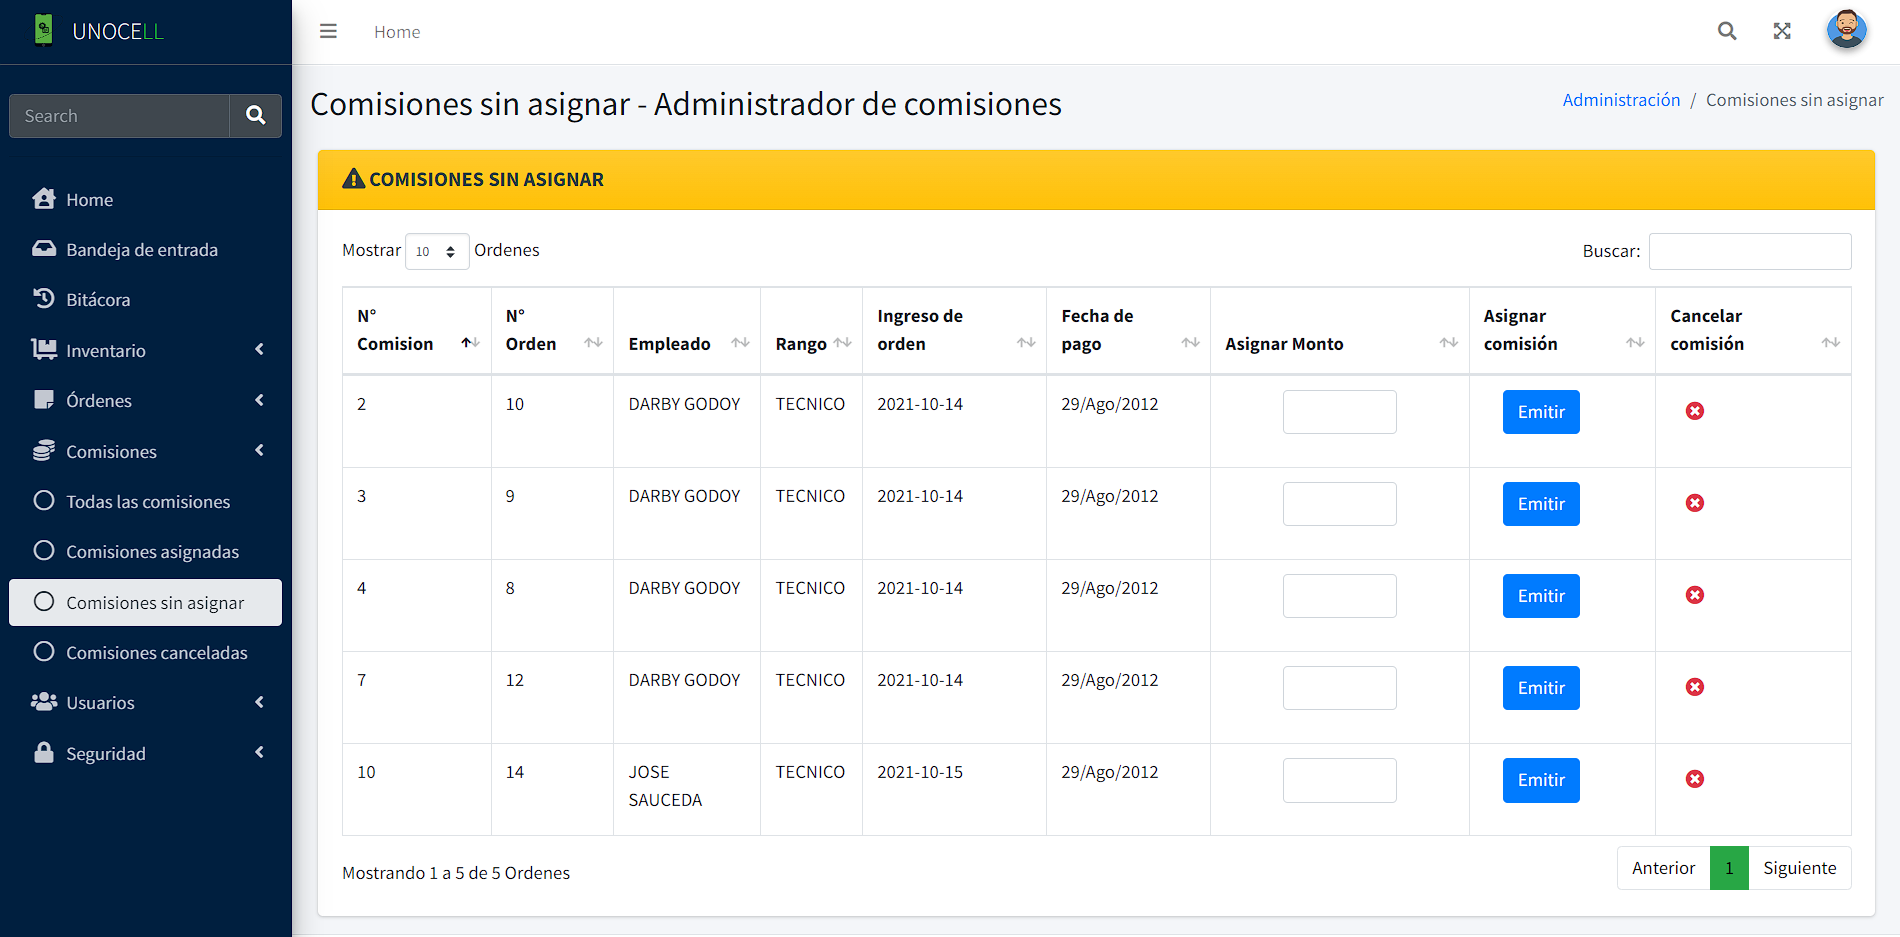 UNOCELL
Home
Search
Home
Bandeja de entrada
Bitácora
Inventario
Órdenes
Comisiones
Todas las comisiones
Comisiones asignadas
Comisiones sin asignar
Comisiones canceladas
Usuarios
Seguridad
Comisiones sin asignar - Administrador de comisiones
Administración / Comisiones sin asignar
COMISIONES SIN ASIGNAR
Mostrar 10 Ordenes
Buscar:
N° Comision
N° Orden
Empleado
Rango
Ingreso de orden
Fecha de pago
Asignar Monto
Asignar comisión
Cancelar comisión
2 10 DARBY GODOY TECNICO 2021-10-14 29/Ago/2012 Emitir
3 9 DARBY GODOY TECNICO 2021-10-14 29/Ago/2012 Emitir
4 8 DARBY GODOY TECNICO 2021-10-14 29/Ago/2012 Emitir
7 12 DARBY GODOY TECNICO 2021-10-14 29/Ago/2012 Emitir
10 14 JOSE SAUCEDA TECNICO 2021-10-15 29/Ago/2012 Emitir
Mostrando 1 a 5 de 5 Ordenes
Anterior 1 Siguiente